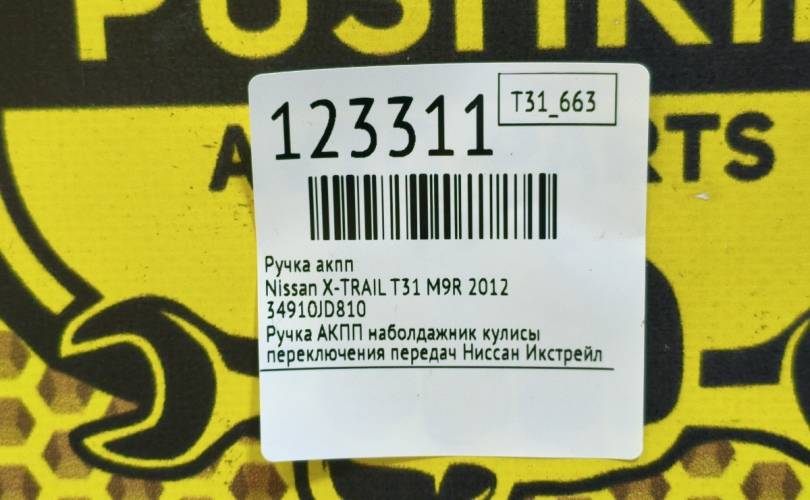 123311
T31_663
Ручка акпп
Nissan X-TRAIL T31 M9R 2012
34910JD810
Ручка АКПП наболдажник кулисы
переключения передач Ниссан Икстрейл